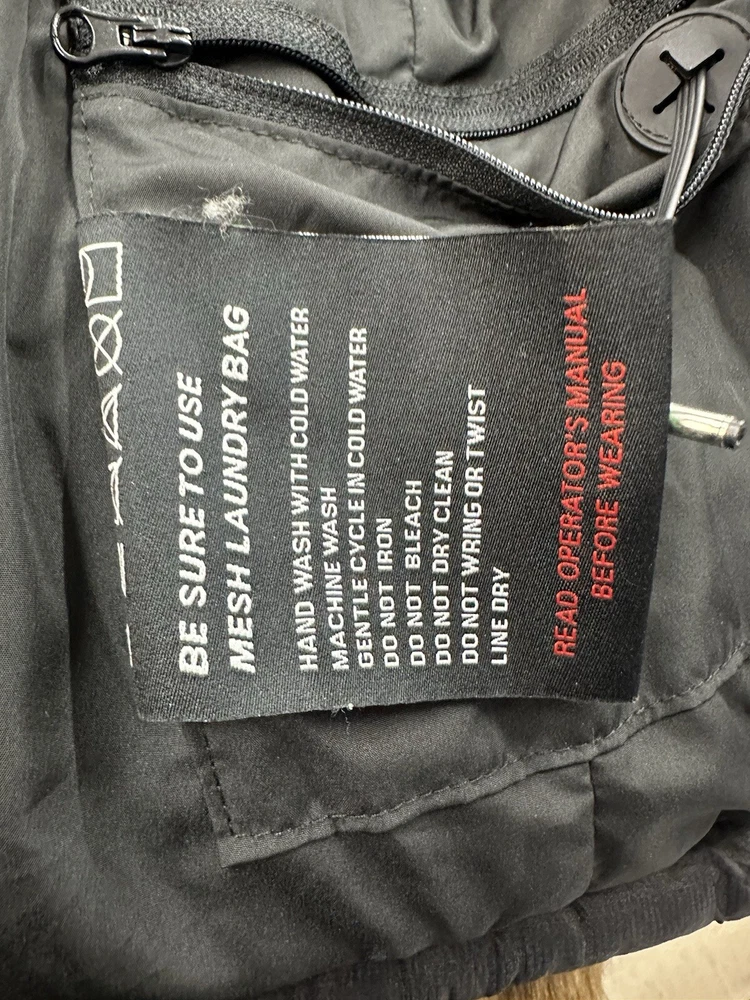 BE SURE TO USE
MESH LAUNDRY BAG
HAND WASH WITH COLD WATER
MACHINE WASH
GENTLE CYCLE IN COLD WATER
DO NOT IRON
DO NOT BLEACH
DO NOT DRY CLEAN
DO NOT WRING OR TWIST
LINE DRY
READ OPERATOR'S MANUAL
BEFORE WEARING